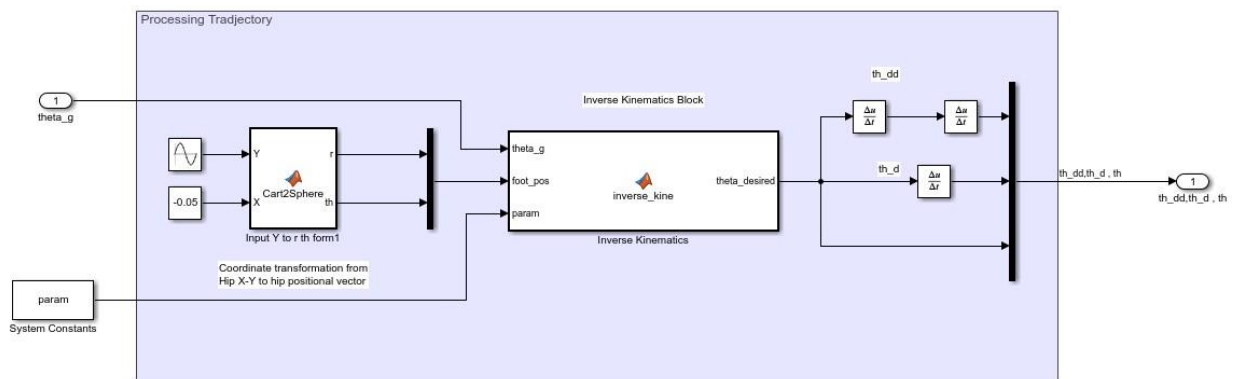 Processing Tradjectory
th_dd
1
theta_g
Inverse Kinematics Block
Δu
Δt
Δu
Δt
Y
r
Cart2Sphere
X
th
-0.05
Input Y to r th form1
theta_g
foot_pos
param
inverse_kine
theta_desired
Inverse Kinematics
th_d
Δu
Δt
th_dd,th_d , th
1
th_dd,th_d , th
Coordinate transformation from
Hip X-Y to hip positional vector
param
System Constants